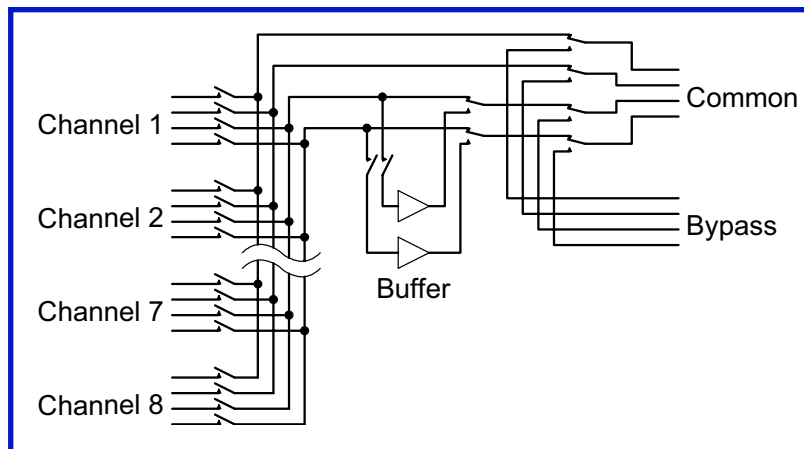 Channel 1
Common
Channel 2
Bypass
Buffer
Channel 7
Channel 8